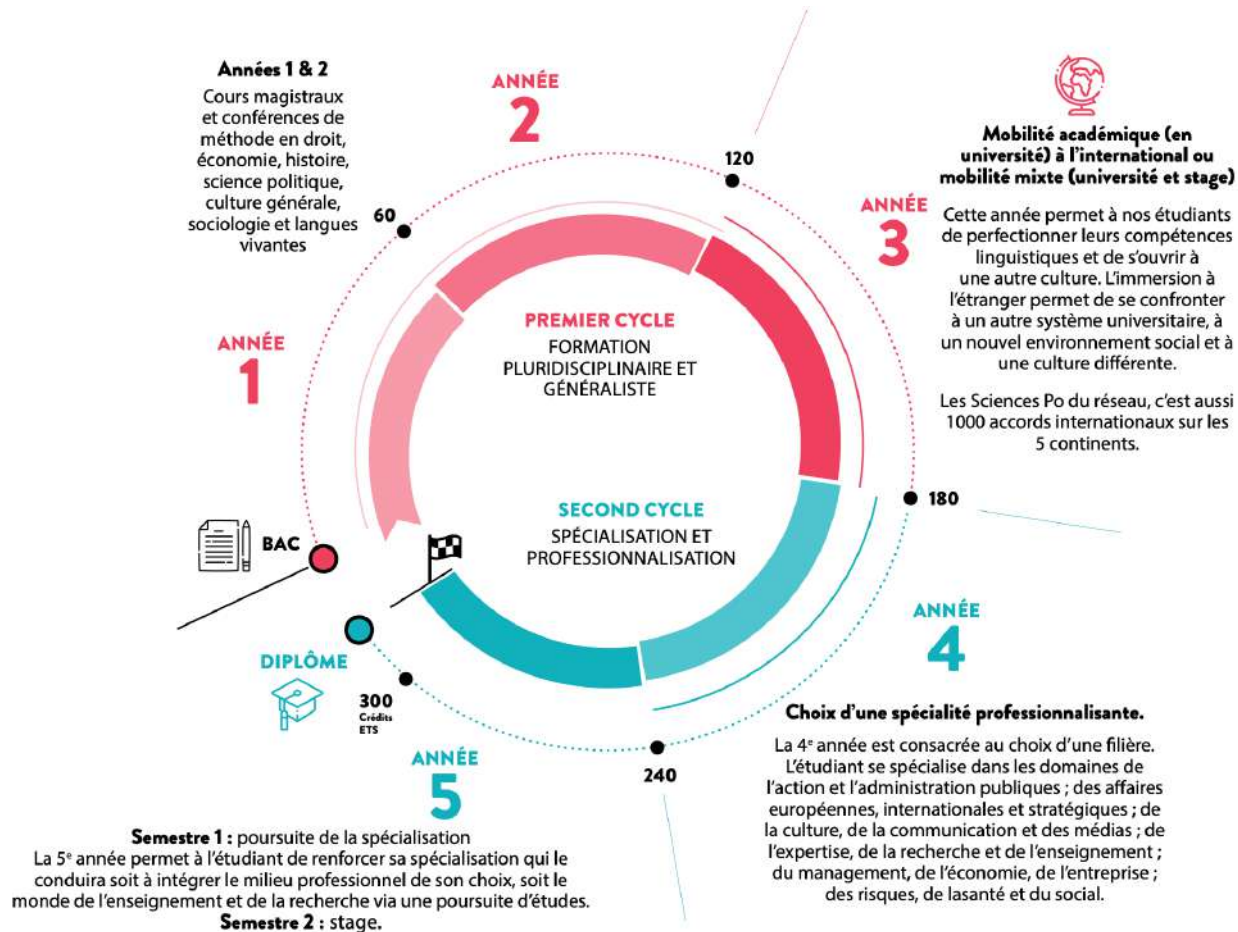 Années 1 & 2
Cours magistraux
et conférences de
méthode en droit,
économie, histoire,
science politique,
culture générale,
sociologie et langues
vivantes
ANNÉE
1
60
ANNÉE
2
120
ANNÉE
3
Mobilité académique (en
université) à l'international ou
mobilité mixte (université et stage)
Cette année permet à nos étudiants
de perfectionner leurs compétences
linguistiques et de s'ouvrir à
une autre culture. L'immersion à
l'étranger permet de se confronter
à un autre système universitaire, à
un nouvel environnement social et à
une culture différente.
Les Sciences Po du réseau, c'est aussi
1000 accords internationaux sur les
5 continents.
PREMIER CYCLE
FORMATION
PLURIDISCIPLINAIRE ET
GÉNÉRALISTE
SECOND CYCLE
SPÉCIALISATION ET
PROFESSIONNALISATION
BAC
180
ANNÉE
4
Choix d'une spécialité professionnalisante.
La 4e année est consacrée au choix d'une filière.
L'étudiant se spécialise dans les domaines de
l'action et l'administration publiques ; des affaires
européennes, internationales et stratégiques ; de
la culture, de la communication et des médias ; de
l'expertise, de la recherche et de l'enseignement ;
du management, de l'économie, de l'entreprise ;
des risques, de lasanté et du social.
240
ANNÉE
5
Semestre 1 : poursuite de la spécialisation
La 5e année permet à l'étudiant de renforcer sa spécialisation qui le
conduira soit à intégrer le milieu professionnel de son choix, soit le
monde de l'enseignement et de la recherche via une poursuite d'études.
Semestre 2 : stage.
300
Crédits
ETS
DIPLÔME